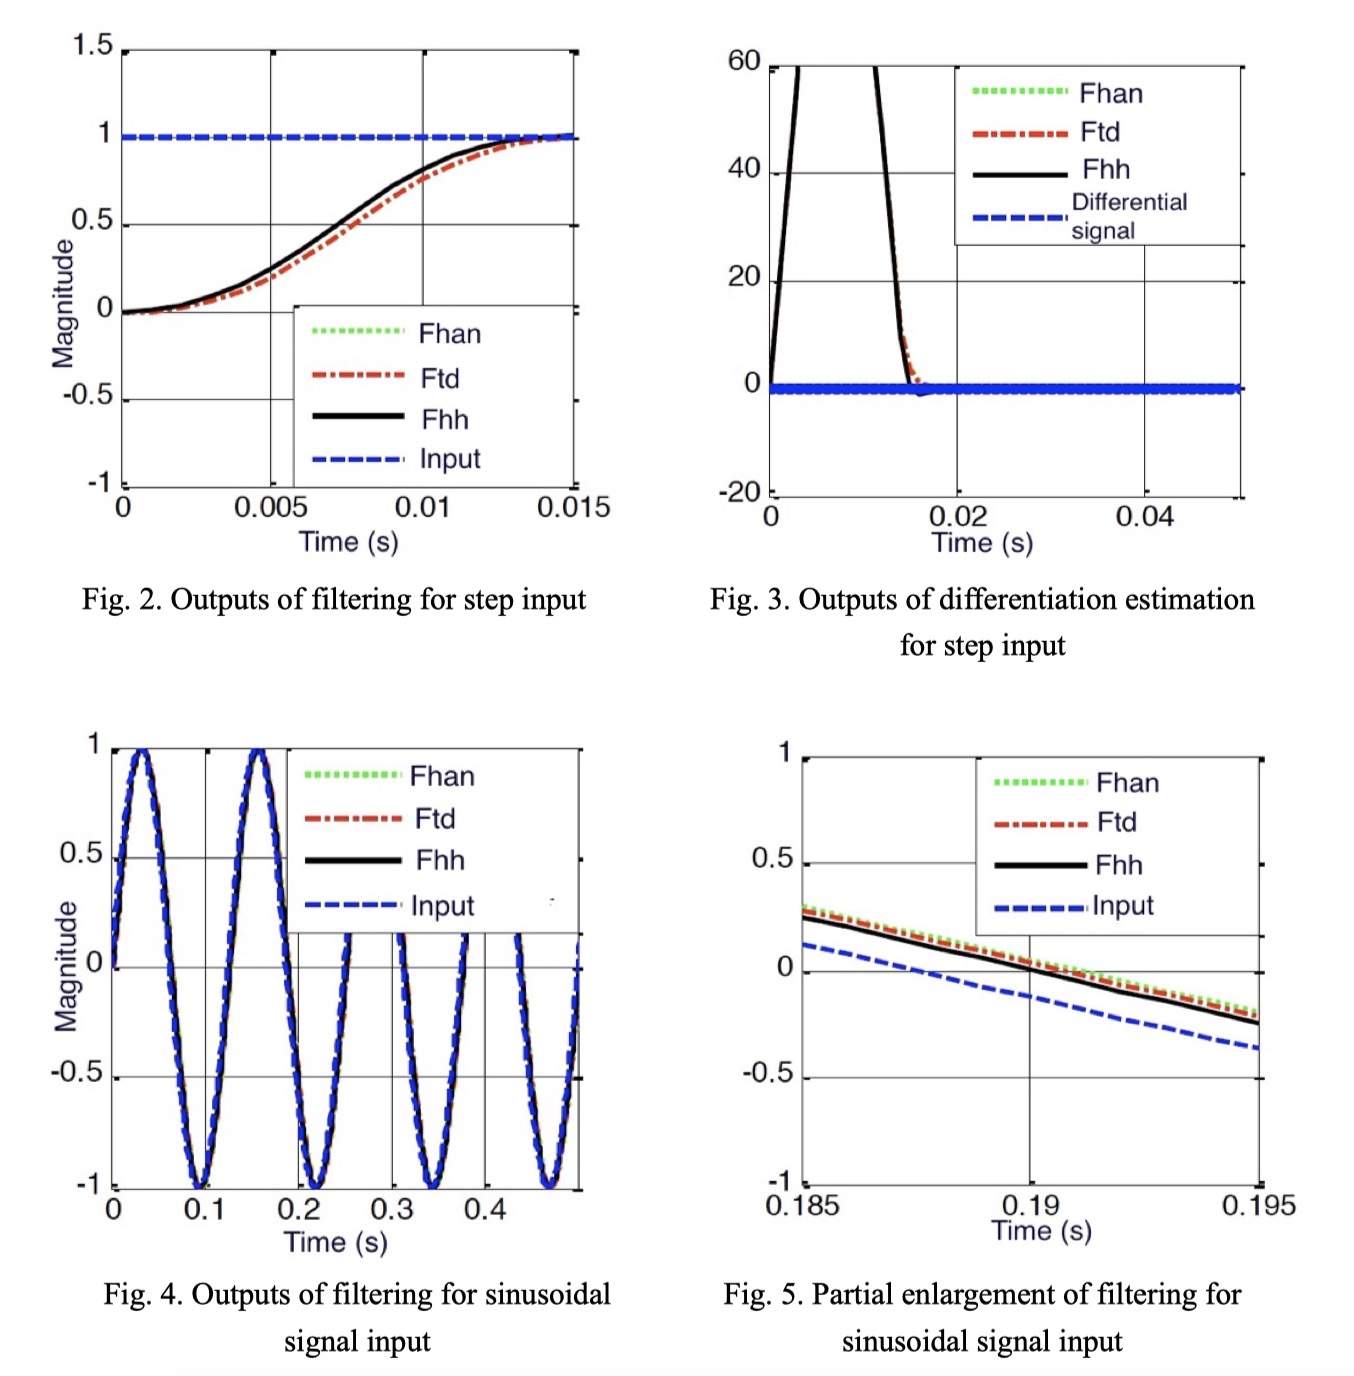 1.5
1
0.5
0
-0.5
-1
Magnitude
Fhan
Ftd
Fhh
Input
0 0.005 0.01 0.015
Time (s)
Fig. 2. Outputs of filtering for step input
60
40
20
0
-20
Fhan
Ftd
Fhh
Differential
signal
0 0.02 0.04
Time (s)
Fig. 3. Outputs of differentiation estimation
for step input
1
0.5
0
-0.5
-1
Magnitude
Fhan
Ftd
Fhh
Input
0 0.1 0.2 0.3 0.4
Time (s)
Fig. 4. Outputs of filtering for sinusoidal
signal input
1
0.5
0
-0.5
-1
Fhan
Ftd
Fhh
Input
0.185 0.19 0.195
Time (s)
Fig. 5. Partial enlargement of filtering for
sinusoidal signal input